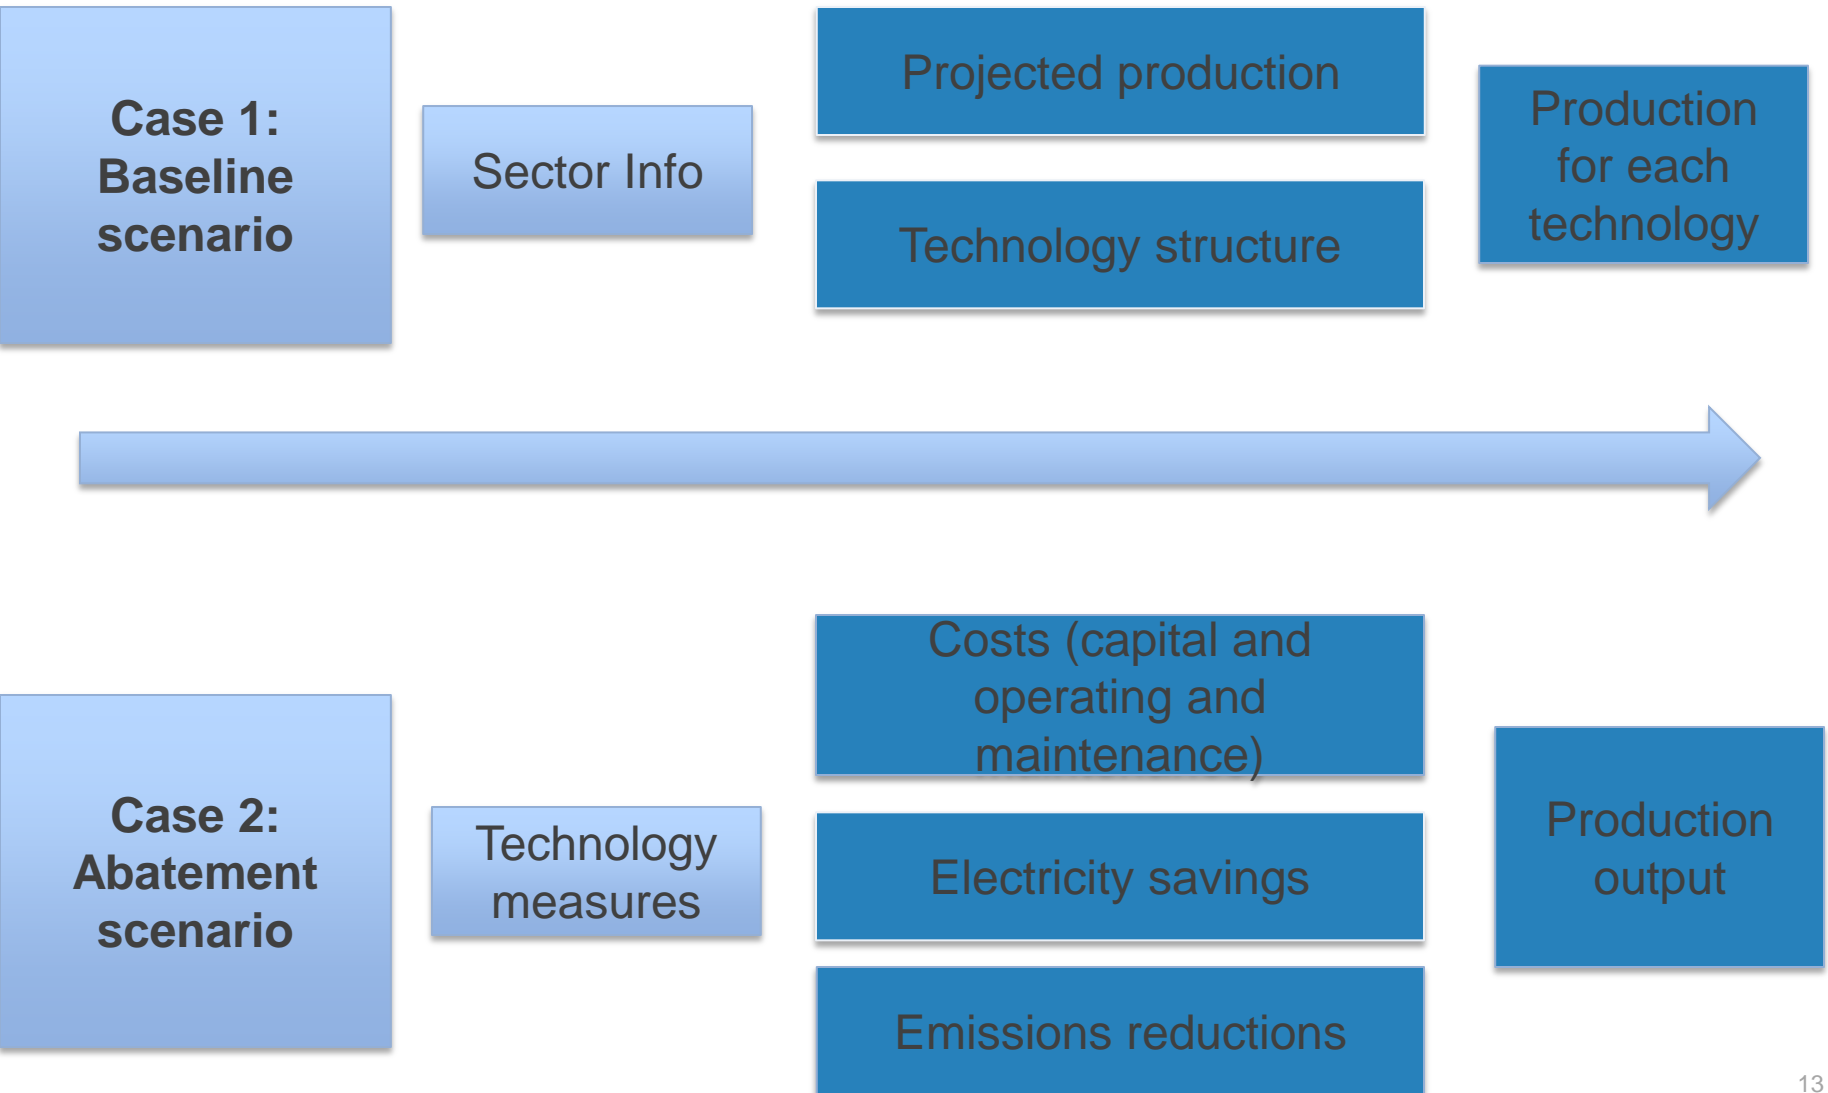 Case 1:
Baseline
scenario
Sector Info
Projected production
Technology structure
Production
for each
technology
Case 2:
Abatement
scenario
Technology
measures
Costs (capital and
operating and
maintenance)
Electricity savings
Emissions reductions
Production
output
13